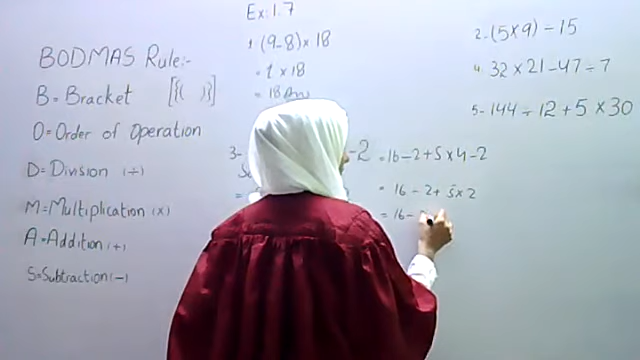 Ex: 1.7
BODMAS Rule:-
B = Bracket [{( )}]
O = Order of Operation
D = Division (÷)
M = Multiplication (×)
A = Addition (+)
S = Subtraction (-)
1. (9-8) × 18
= 1 × 18
= 18 Ans
3-
-2 = 16-2+5×4-2
= 16-2+5×2
= 16-
2. (5×9) ÷ 15
4. 32 × 21 - 47 ÷ 7
5- 144 ÷ 12 + 5 × 30